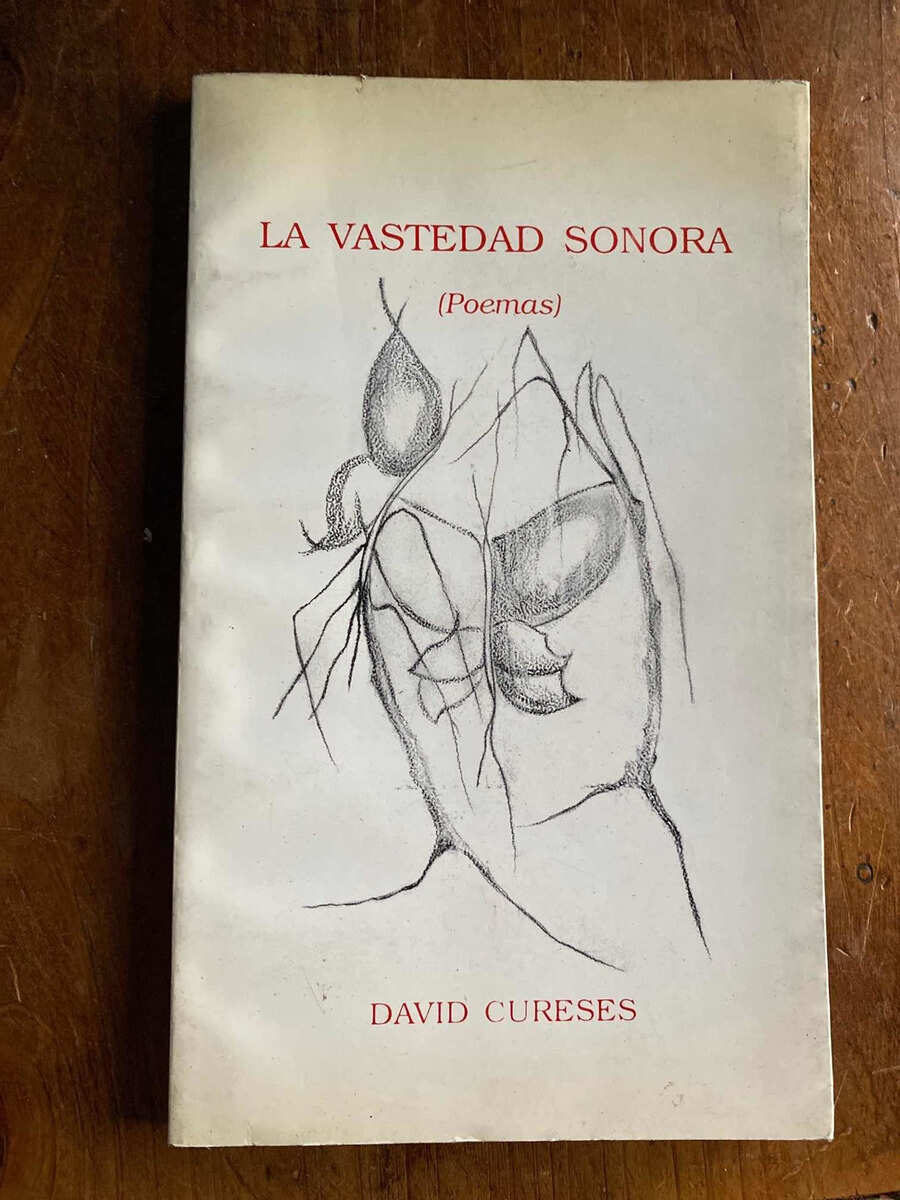 LA VASTEDAD SONORA
(Poemas)
DAVID CURESES